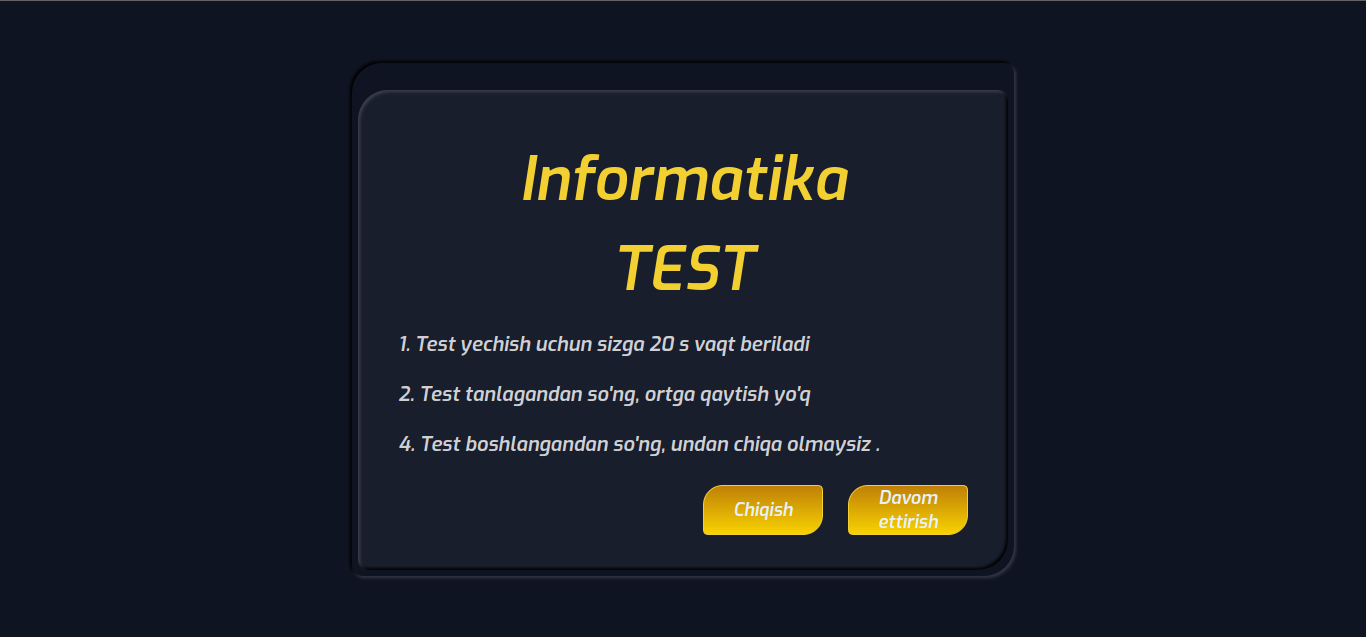 Informatika
TEST
1. Test yechish uchun sizga 20 s vaqt beriladi
2. Test tanlagandan so'ng, ortga qaytish yo'q
4. Test boshlangandan so'ng, undan chiqa olmaysiz .
Chiqish
Davom
ettirish